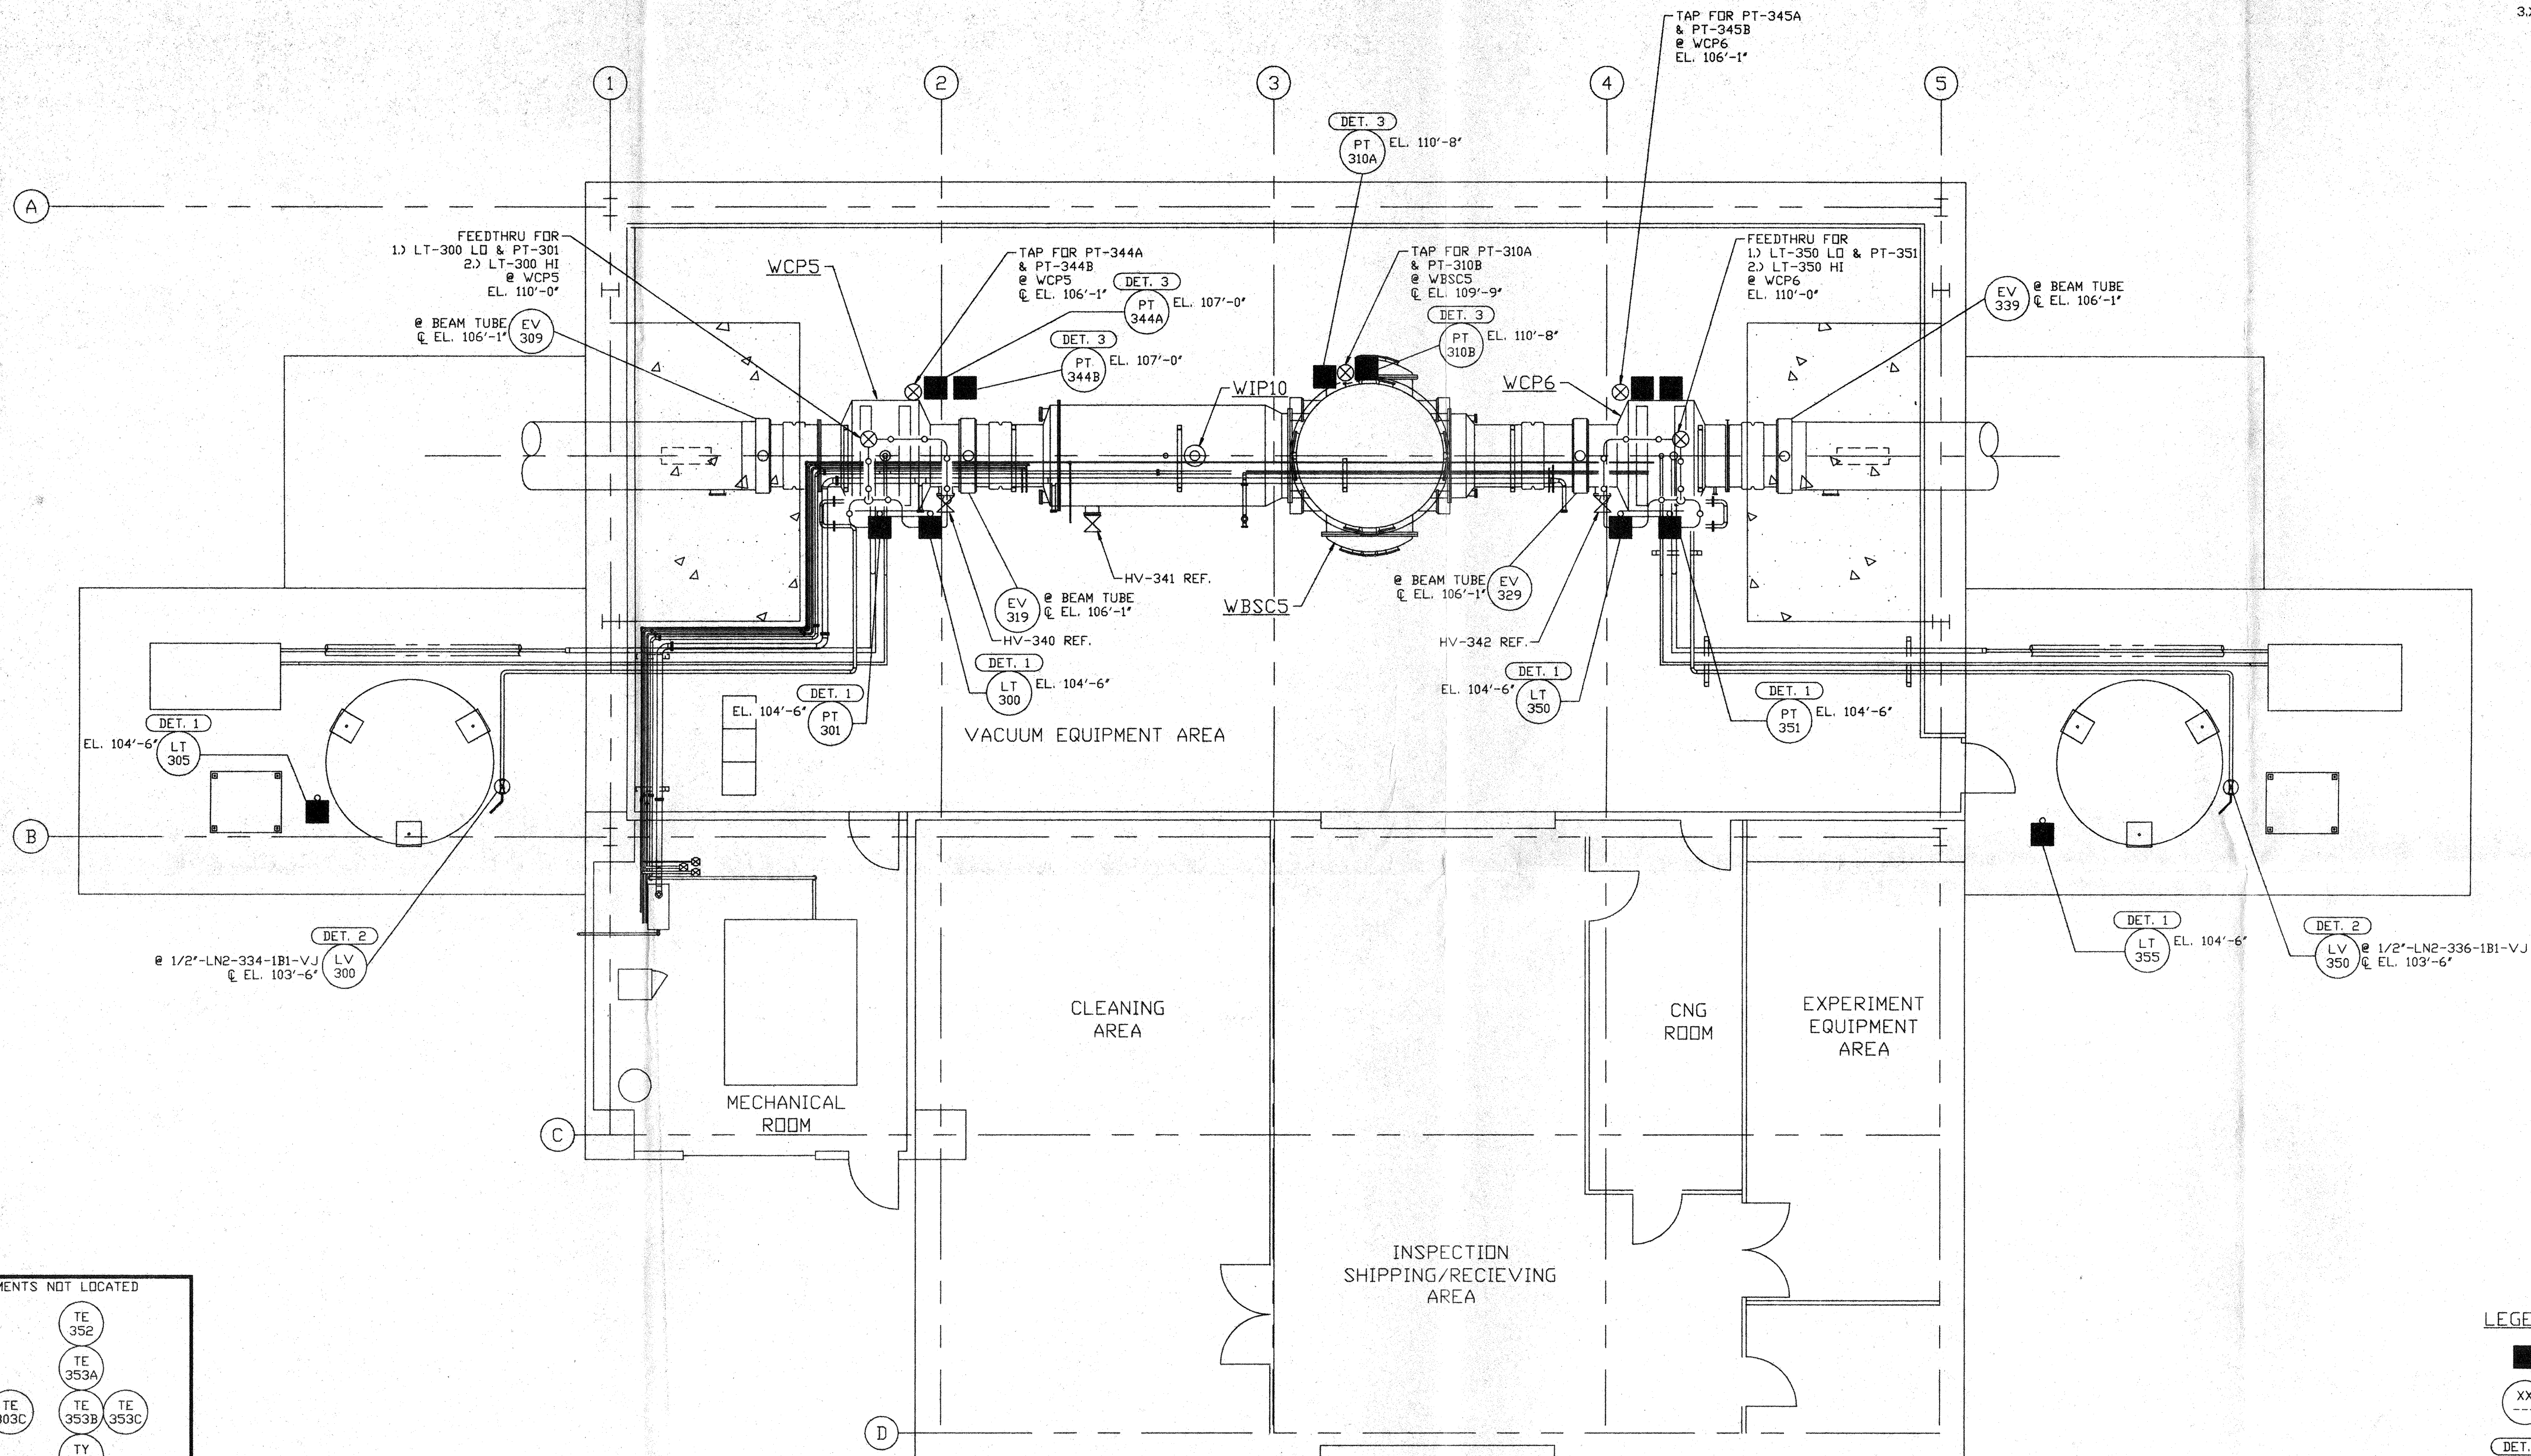 TAP FOR PT-345A
& PT-345B
@ WCP6
EL. 106'-1"
1
2
3
4
5
DET. 3
PT
310A
EL. 110'-8"
A
FEEDTHRU FOR
1.) LT-300 LO & PT-301
2.) LT-300 HI
@ WCP5
EL. 110'-0"
WCP5
TAP FOR PT-344A
& PT-344B
@ WCP5
℄ EL. 106'-1"
DET. 3
PT
344A
EL. 107'-0"
DET. 3
PT
344B
EL. 107'-0"
TAP FOR PT-310A
& PT-310B
@ WBSC5
℄ EL. 109'-9"
DET. 3
PT
310B
EL. 110'-8"
FEEDTHRU FOR
1.) LT-350 LO & PT-351
2.) LT-350 HI
@ WCP6
EL. 110'-0"
EV
339
@ BEAM TUBE
℄ EL. 106'-1"
@ BEAM TUBE
℄ EL. 106'-1"
EV
309
WIP10
WCP6
HV-341 REF.
WBSC5
EV
319
@ BEAM TUBE
℄ EL. 106'-1"
HV-340 REF.
@ BEAM TUBE
℄ EL. 106'-1"
EV
329
HV-342 REF.
DET. 1
LT
300
EL. 104'-6"
DET. 1
EL. 104'-6"
PT
301
DET. 1
EL. 104'-6"
LT
350
DET. 1
PT
351
EL. 104'-6"
DET. 1
EL. 104'-6"
LT
305
VACUUM EQUIPMENT AREA
B
DET. 2
@ 1/2"-LN2-334-1B1-VJ
℄ EL. 103'-6"
LV
300
DET. 1
LT
355
EL. 104'-6"
DET. 2
LV
350
@ 1/2"-LN2-336-1B1-VJ
℄ EL. 103'-6"
CLEANING
AREA
CNG
ROOM
EXPERIMENT
EQUIPMENT
AREA
MECHANICAL
ROOM
C
INSPECTION
SHIPPING/RECIEVING
AREA
NOT LOCATED
TE
352
TE
353A
TE
TE
353B
TE
353C
TY
D
XX
DET.